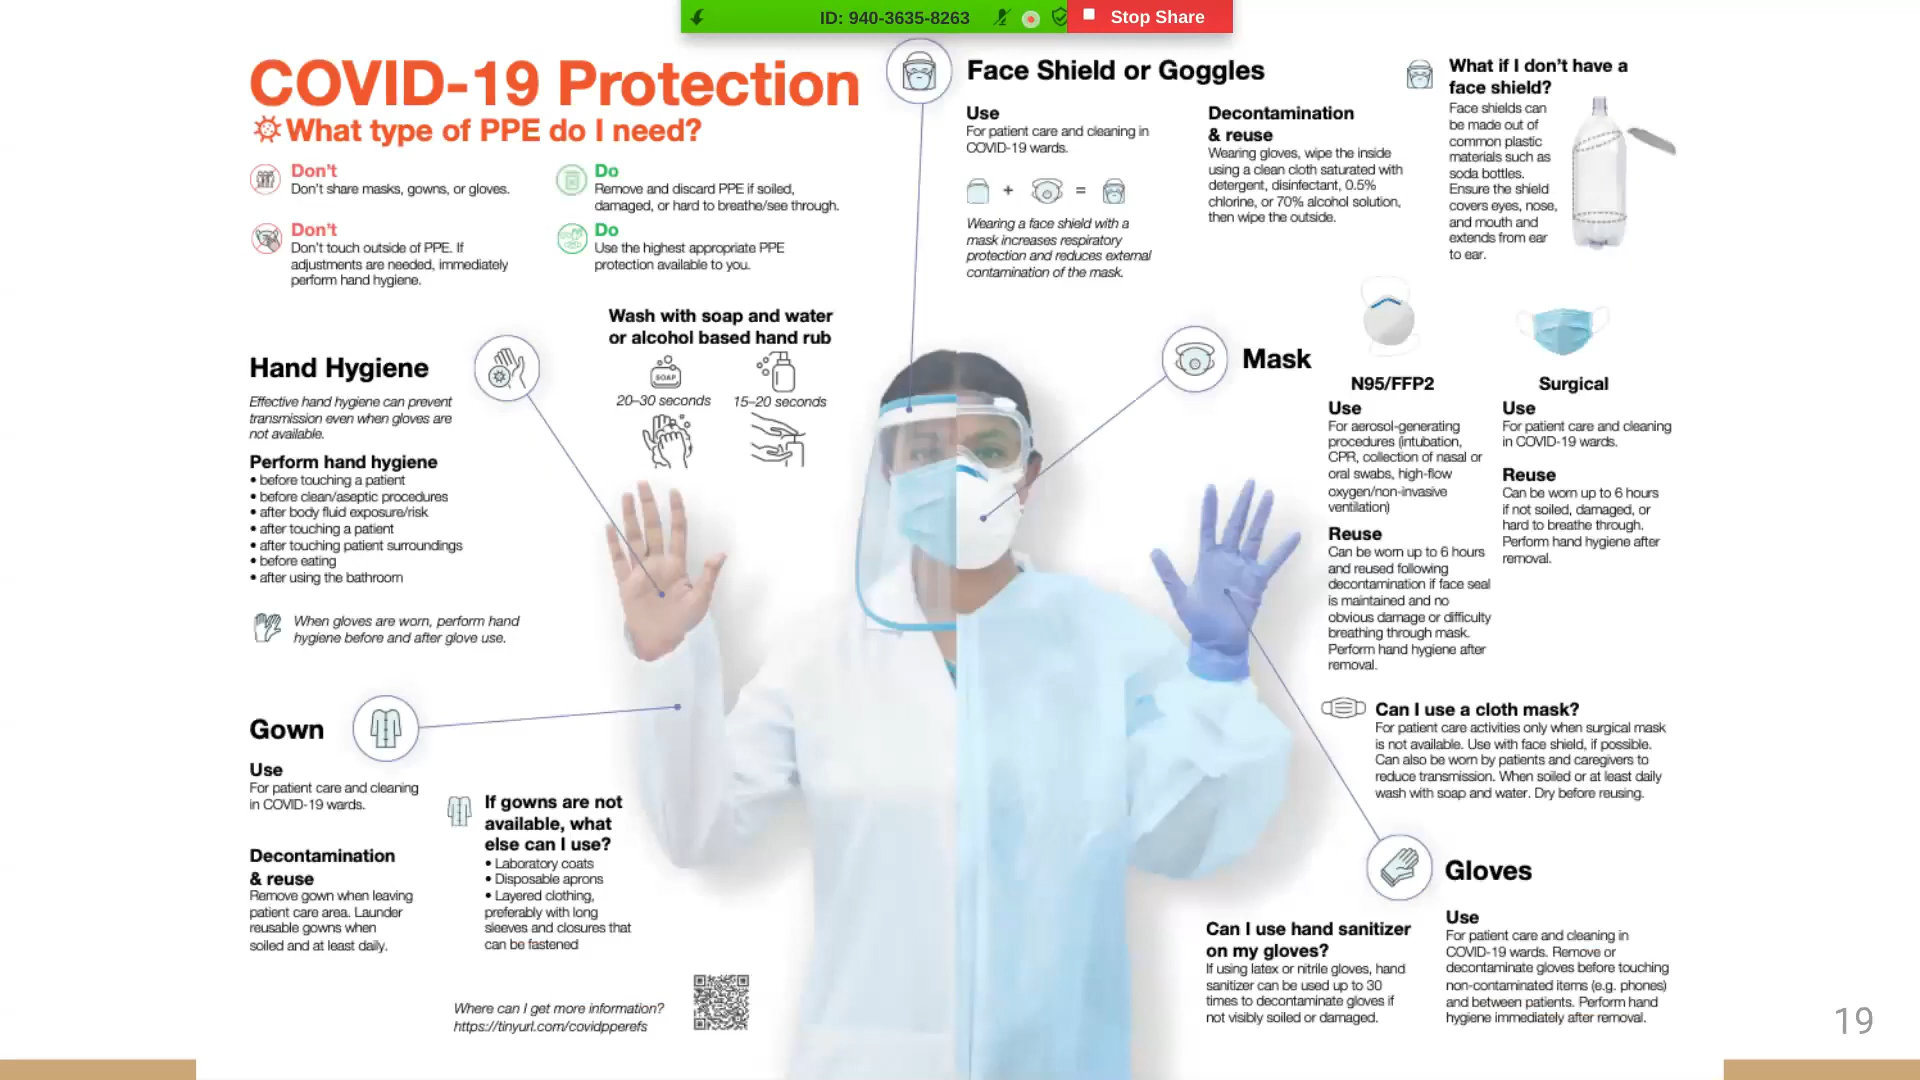 ID: 940-3635-8263
Stop Share
COVID-19 Protection
What type of PPE do I need?
Don't
Don't share masks, gowns, or gloves.
Don't
Don't touch outside of PPE. If
adjustments are needed, immediately
perform hand hygiene.
Do
Remove and discard PPE if soiled,
damaged, or hard to breathe/see through.
Do
Use the highest appropriate PPE
protection available to you.
Face Shield or Goggles
Use
For patient care and cleaning in
COVID-19 wards.
+ =
Wearing a face shield with a
mask increases respiratory
protection and reduces external
contamination of the mask.
Decontamination
& reuse
Wearing gloves, wipe the inside
using a clean cloth saturated with
detergent, disinfectant, 0.5%
chlorine, or 70% alcohol solution,
then wipe the outside.
What if I don't have a
face shield?
Face shields can
be made out of
common plastic
materials such as
soda bottles.
Ensure the shield
covers eyes, nose,
and mouth and
extends from ear
to ear.
Hand Hygiene
Effective hand hygiene can prevent
transmission even when gloves are
not available.
Perform hand hygiene
• before touching a patient
• before clean/aseptic procedures
• after body fluid exposure/risk
• after touching a patient
• after touching patient surroundings
• before eating
• after using the bathroom
When gloves are worn, perform hand
hygiene before and after glove use.
Wash with soap and water
or alcohol based hand rub
SOAP
20–30 seconds
15–20 seconds
Mask
N95/FFP2
Use
For aerosol-generating
procedures (intubation,
CPR, collection of nasal or
oral swabs, high-flow
oxygen/non-invasive
ventilation)
Reuse
Can be worn up to 6 hours
and reused following
decontamination if face seal
is maintained and no
obvious damage or difficulty
breathing through mask.
Perform hand hygiene after
removal.
Surgical
Use
For patient care and cleaning
in COVID-19 wards.
Reuse
Can be worn up to 6 hours
if not soiled, damaged, or
hard to breathe through.
Perform hand hygiene after
removal.
Can I use a cloth mask?
For patient care activities only when surgical mask
is not available. Use with face shield, if possible.
Can also be worn by patients and caregivers to
reduce transmission. When soiled or at least daily
wash with soap and water. Dry before reusing.
Gown
Use
For patient care and cleaning
in COVID-19 wards.
Decontamination
& reuse
Remove gown when leaving
patient care area. Launder
reusable gowns when
soiled and at least daily.
If gowns are not
available, what
else can I use?
• Laboratory coats
• Disposable aprons
• Layered clothing,
preferably with long
sleeves and closures that
can be fastened
Where can I get more information?
https://tinyurl.com/covidpperefs
Gloves
Can I use hand sanitizer
on my gloves?
If using latex or nitrile gloves, hand
sanitizer can be used up to 30
times to decontaminate gloves if
not visibly soiled or damaged.
Use
For patient care and cleaning in
COVID-19 wards. Remove or
decontaminate gloves before touching
non-contaminated items (e.g. phones)
and between patients. Perform hand
hygiene immediately after removal.
19